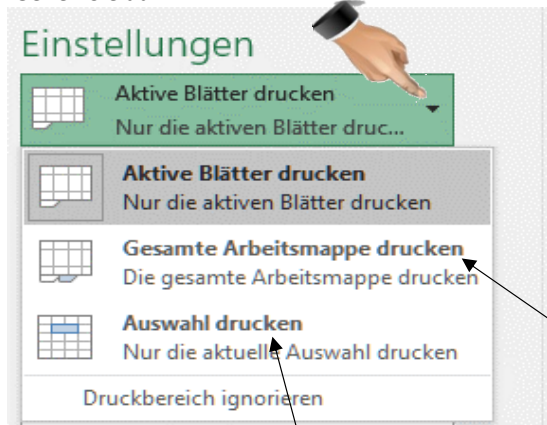 Einstellungen
Aktive Blätter drucken
Nur die aktiven Blätter druc...
Aktive Blätter drucken
Nur die aktiven Blätter drucken
Gesamte Arbeitsmappe drucken
Die gesamte Arbeitsmappe drucken
Auswahl drucken
Nur die aktuelle Auswahl drucken
Druckbereich ignorieren